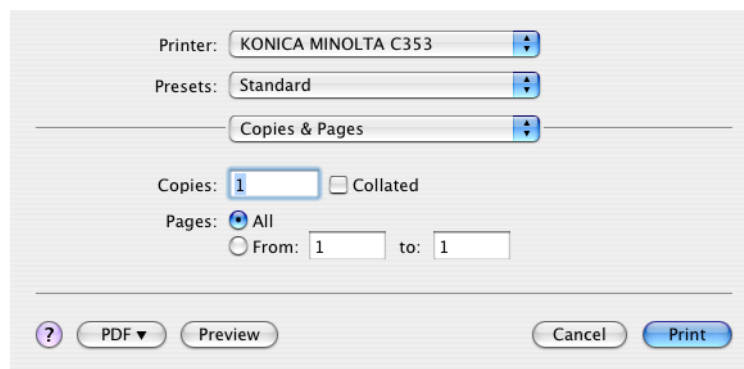 Printer: KONICA MINOLTA C353
Presets: Standard
Copies & Pages
Copies: 1 Collated
Pages: All
From: 1 to: 1
? PDF ▼ Preview Cancel Print